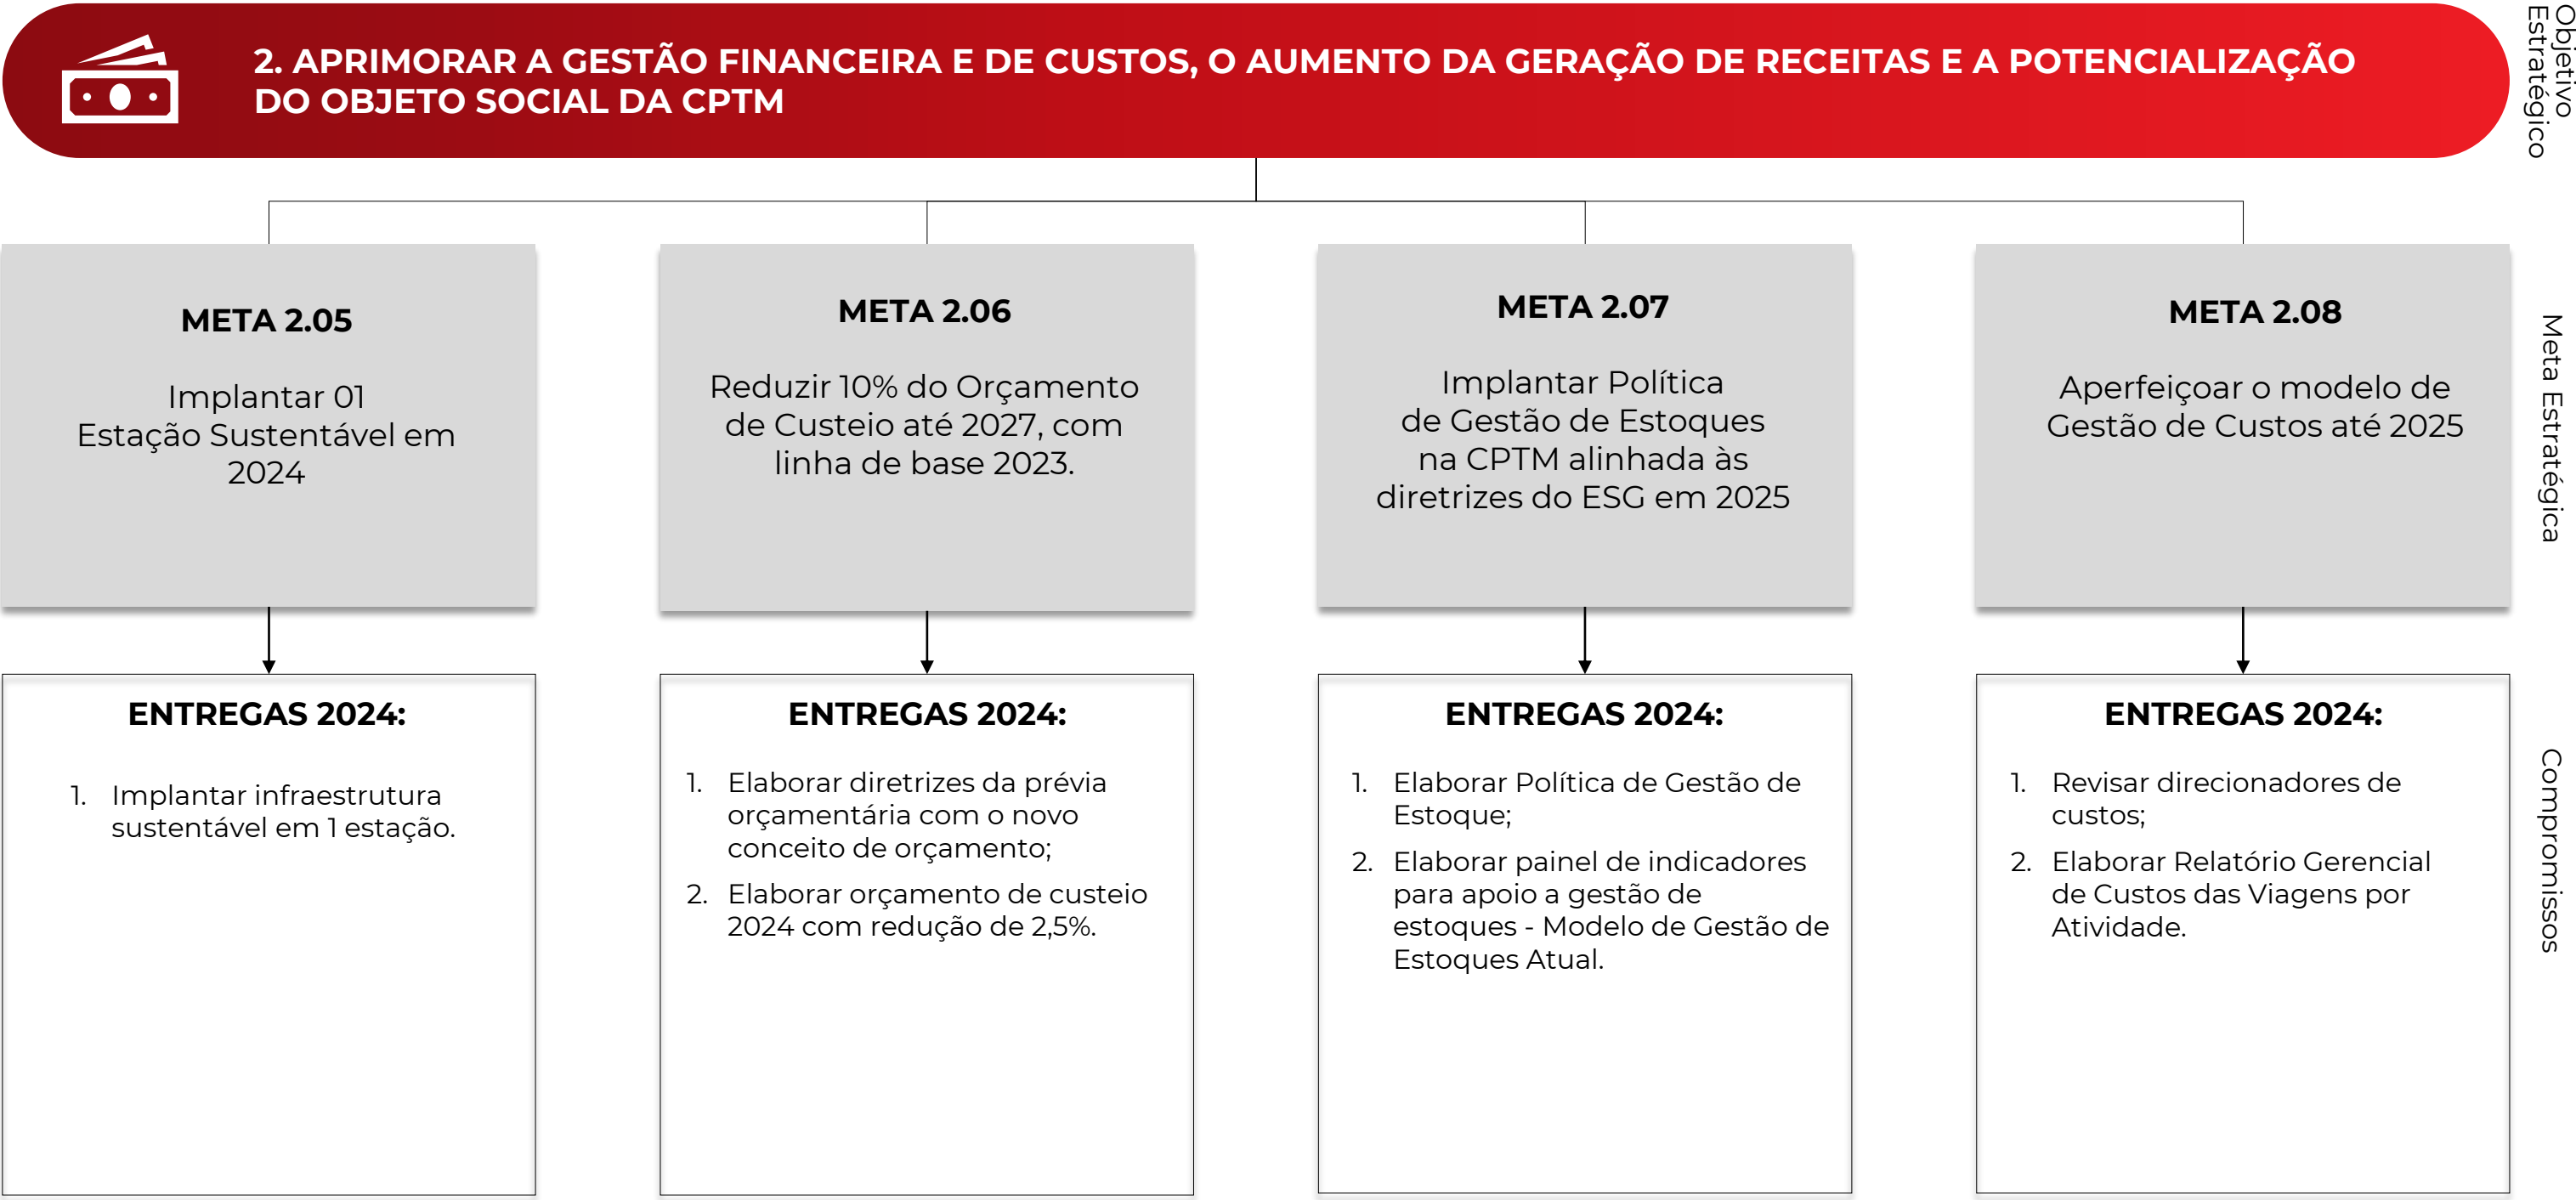 2. APRIMORAR A GESTÃO FINANCEIRA E DE CUSTOS, O AUMENTO DA GERAÇÃO DE RECEITAS E A POTENCIALIZAÇÃO
DO OBJETO SOCIAL DA CPTM
Objetivo
Estratégico
META 2.05
Implantar 01
Estação Sustentável em
2024
META 2.06
Reduzir 10% do Orçamento
de Custeio até 2027, com
linha de base 2023.
META 2.07
Implantar Política
de Gestão de Estoques
na CPTM alinhada às
diretrizes do ESG em 2025
META 2.08
Aperfeiçoar o modelo de
Gestão de Custos até 2025
Meta Estratégica
ENTREGAS 2024:
1. Implantar infraestrutura
sustentável em 1 estação.
ENTREGAS 2024:
1. Elaborar diretrizes da prévia
orçamentária com o novo
conceito de orçamento;
2. Elaborar orçamento de custeio
2024 com redução de 2,5%.
ENTREGAS 2024:
1. Elaborar Política de Gestão de
Estoque;
2. Elaborar painel de indicadores
para apoio a gestão de
estoques - Modelo de Gestão de
Estoques Atual.
ENTREGAS 2024:
1. Revisar direcionadores de
custos;
2. Elaborar Relatório Gerencial
de Custos das Viagens por
Atividade.
Compromissos